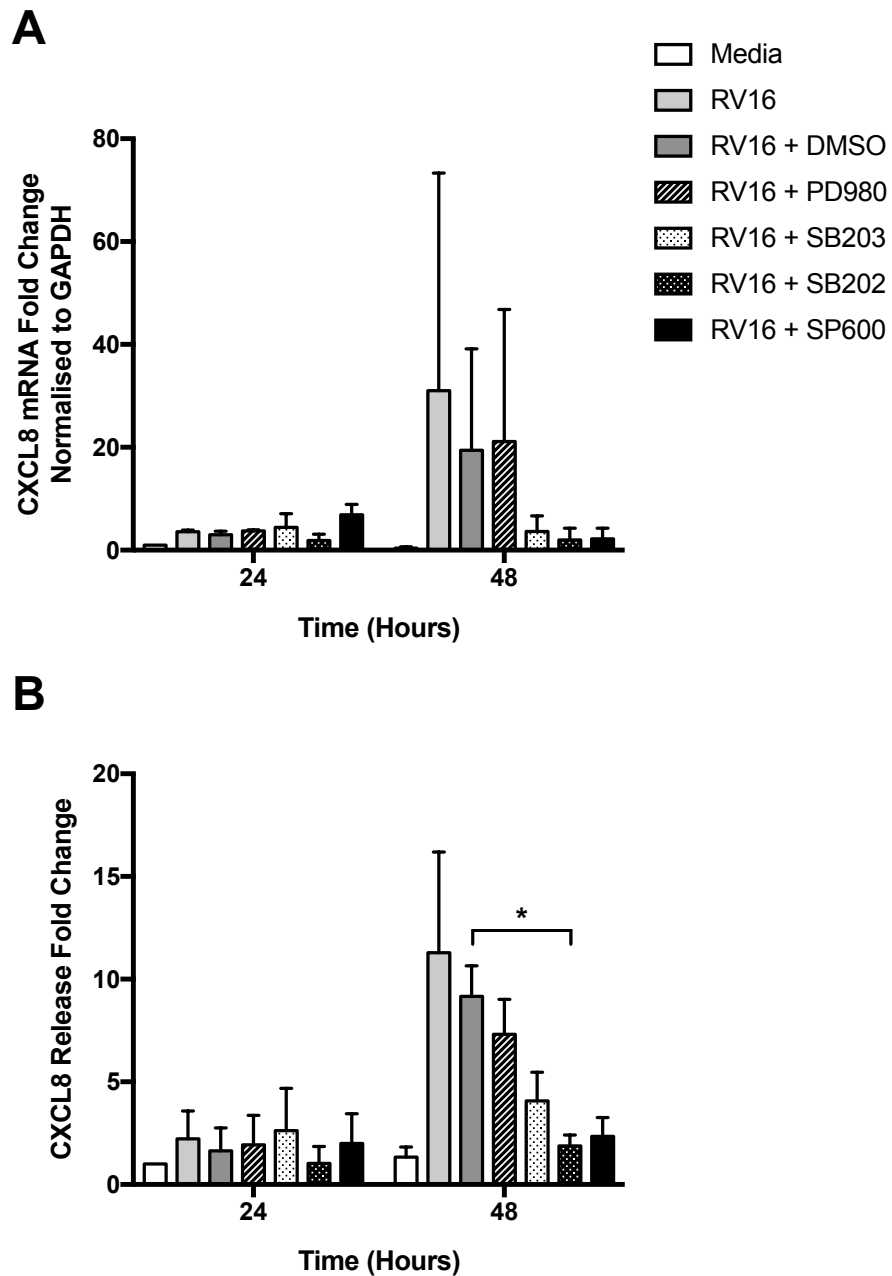 A
Media
RV16
RV16 + DMSO
RV16 + PD980
RV16 + SB203
RV16 + SB202
RV16 + SP600
CXCL8 mRNA Fold Change
Normalised to GAPDH
80
60
40
20
0
24
48
Time (Hours)
B
CXCL8 Release Fold Change
20
15
10
5
0
*
24
48
Time (Hours)